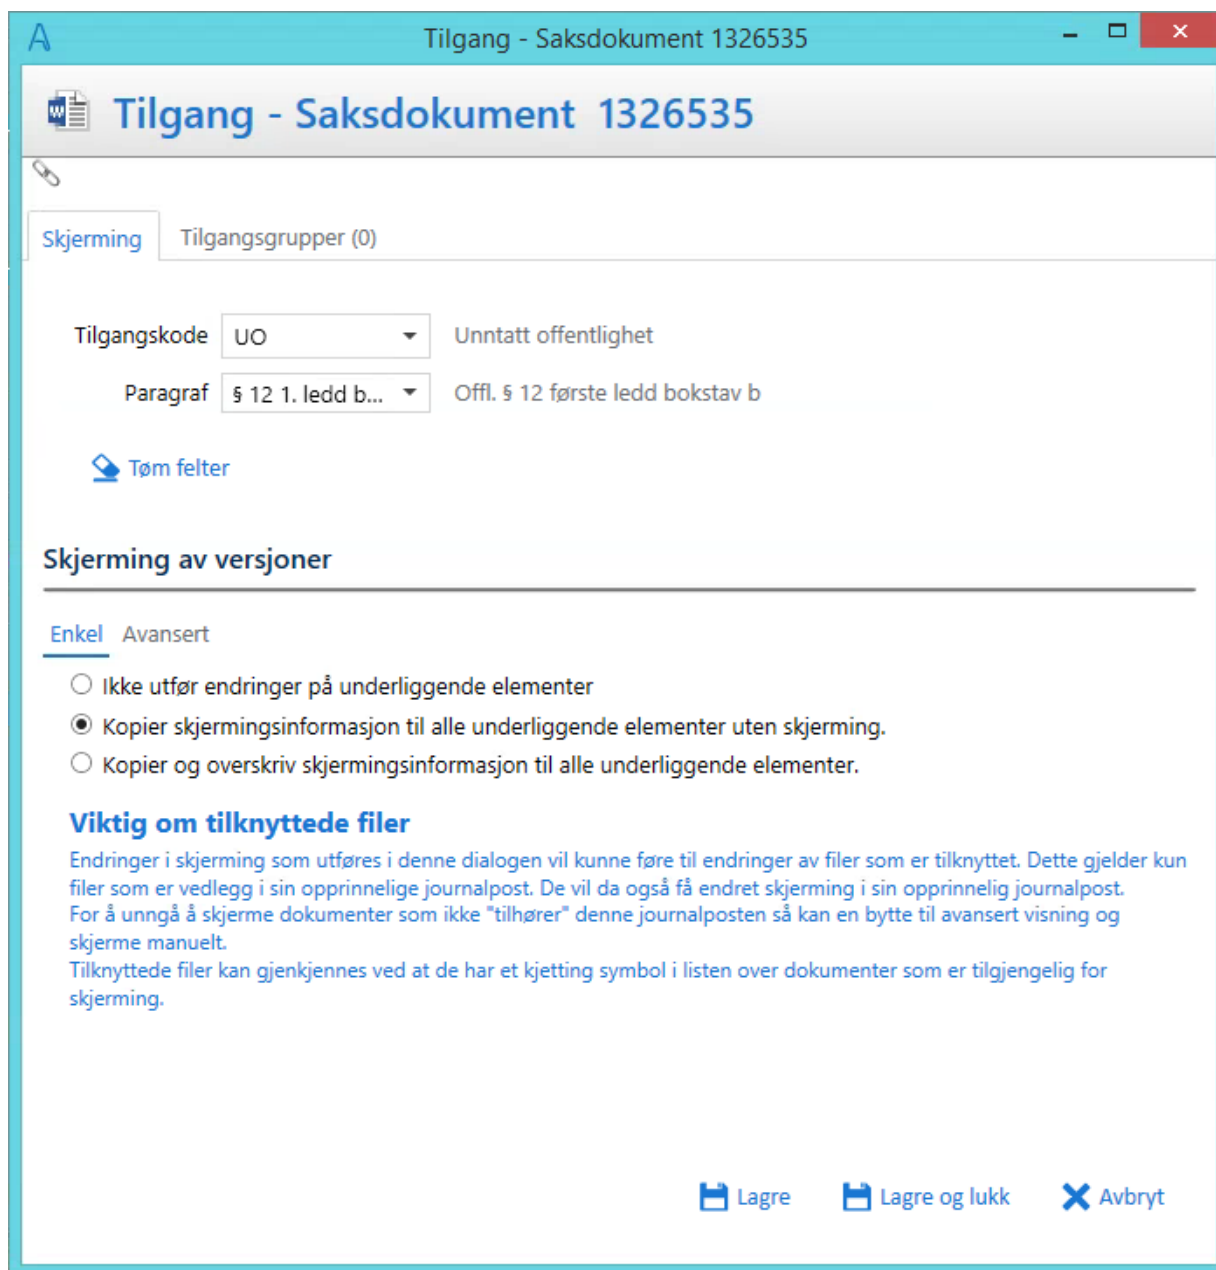 Tilgang - Saksdokument 1326535
Tilgang - Saksdokument 1326535
Skjerming Tilgangsgrupper (0)
Tilgangskode UO Unntatt offentlighet
Paragraf § 12 1. ledd b... Offl. § 12 første ledd bokstav b
Tøm felter
Skjerming av versjoner
Enkel Avansert
Ikke utfør endringer på underliggende elementer
Kopier skjermingsinformasjon til alle underliggende elementer uten skjerming.
Kopier og overskriv skjermingsinformasjon til alle underliggende elementer.
Viktig om tilknyttede filer
Endringer i skjerming som utføres i denne dialogen vil kunne føre til endringer av filer som er tilknyttet. Dette gjelder kun
filer som er vedlegg i sin opprinnelige journalpost. De vil da også få endret skjerming i sin opprinnelig journalpost.
For å unngå å skjerme dokumenter som ikke "tilhører" denne journalposten så kan en bytte til avansert visning og
skjerme manuelt.
Tilknyttede filer kan gjenkjennes ved at de har et kjetting symbol i listen over dokumenter som er tilgjengelig for
skjerming.
Lagre Lagre og lukk Avbryt